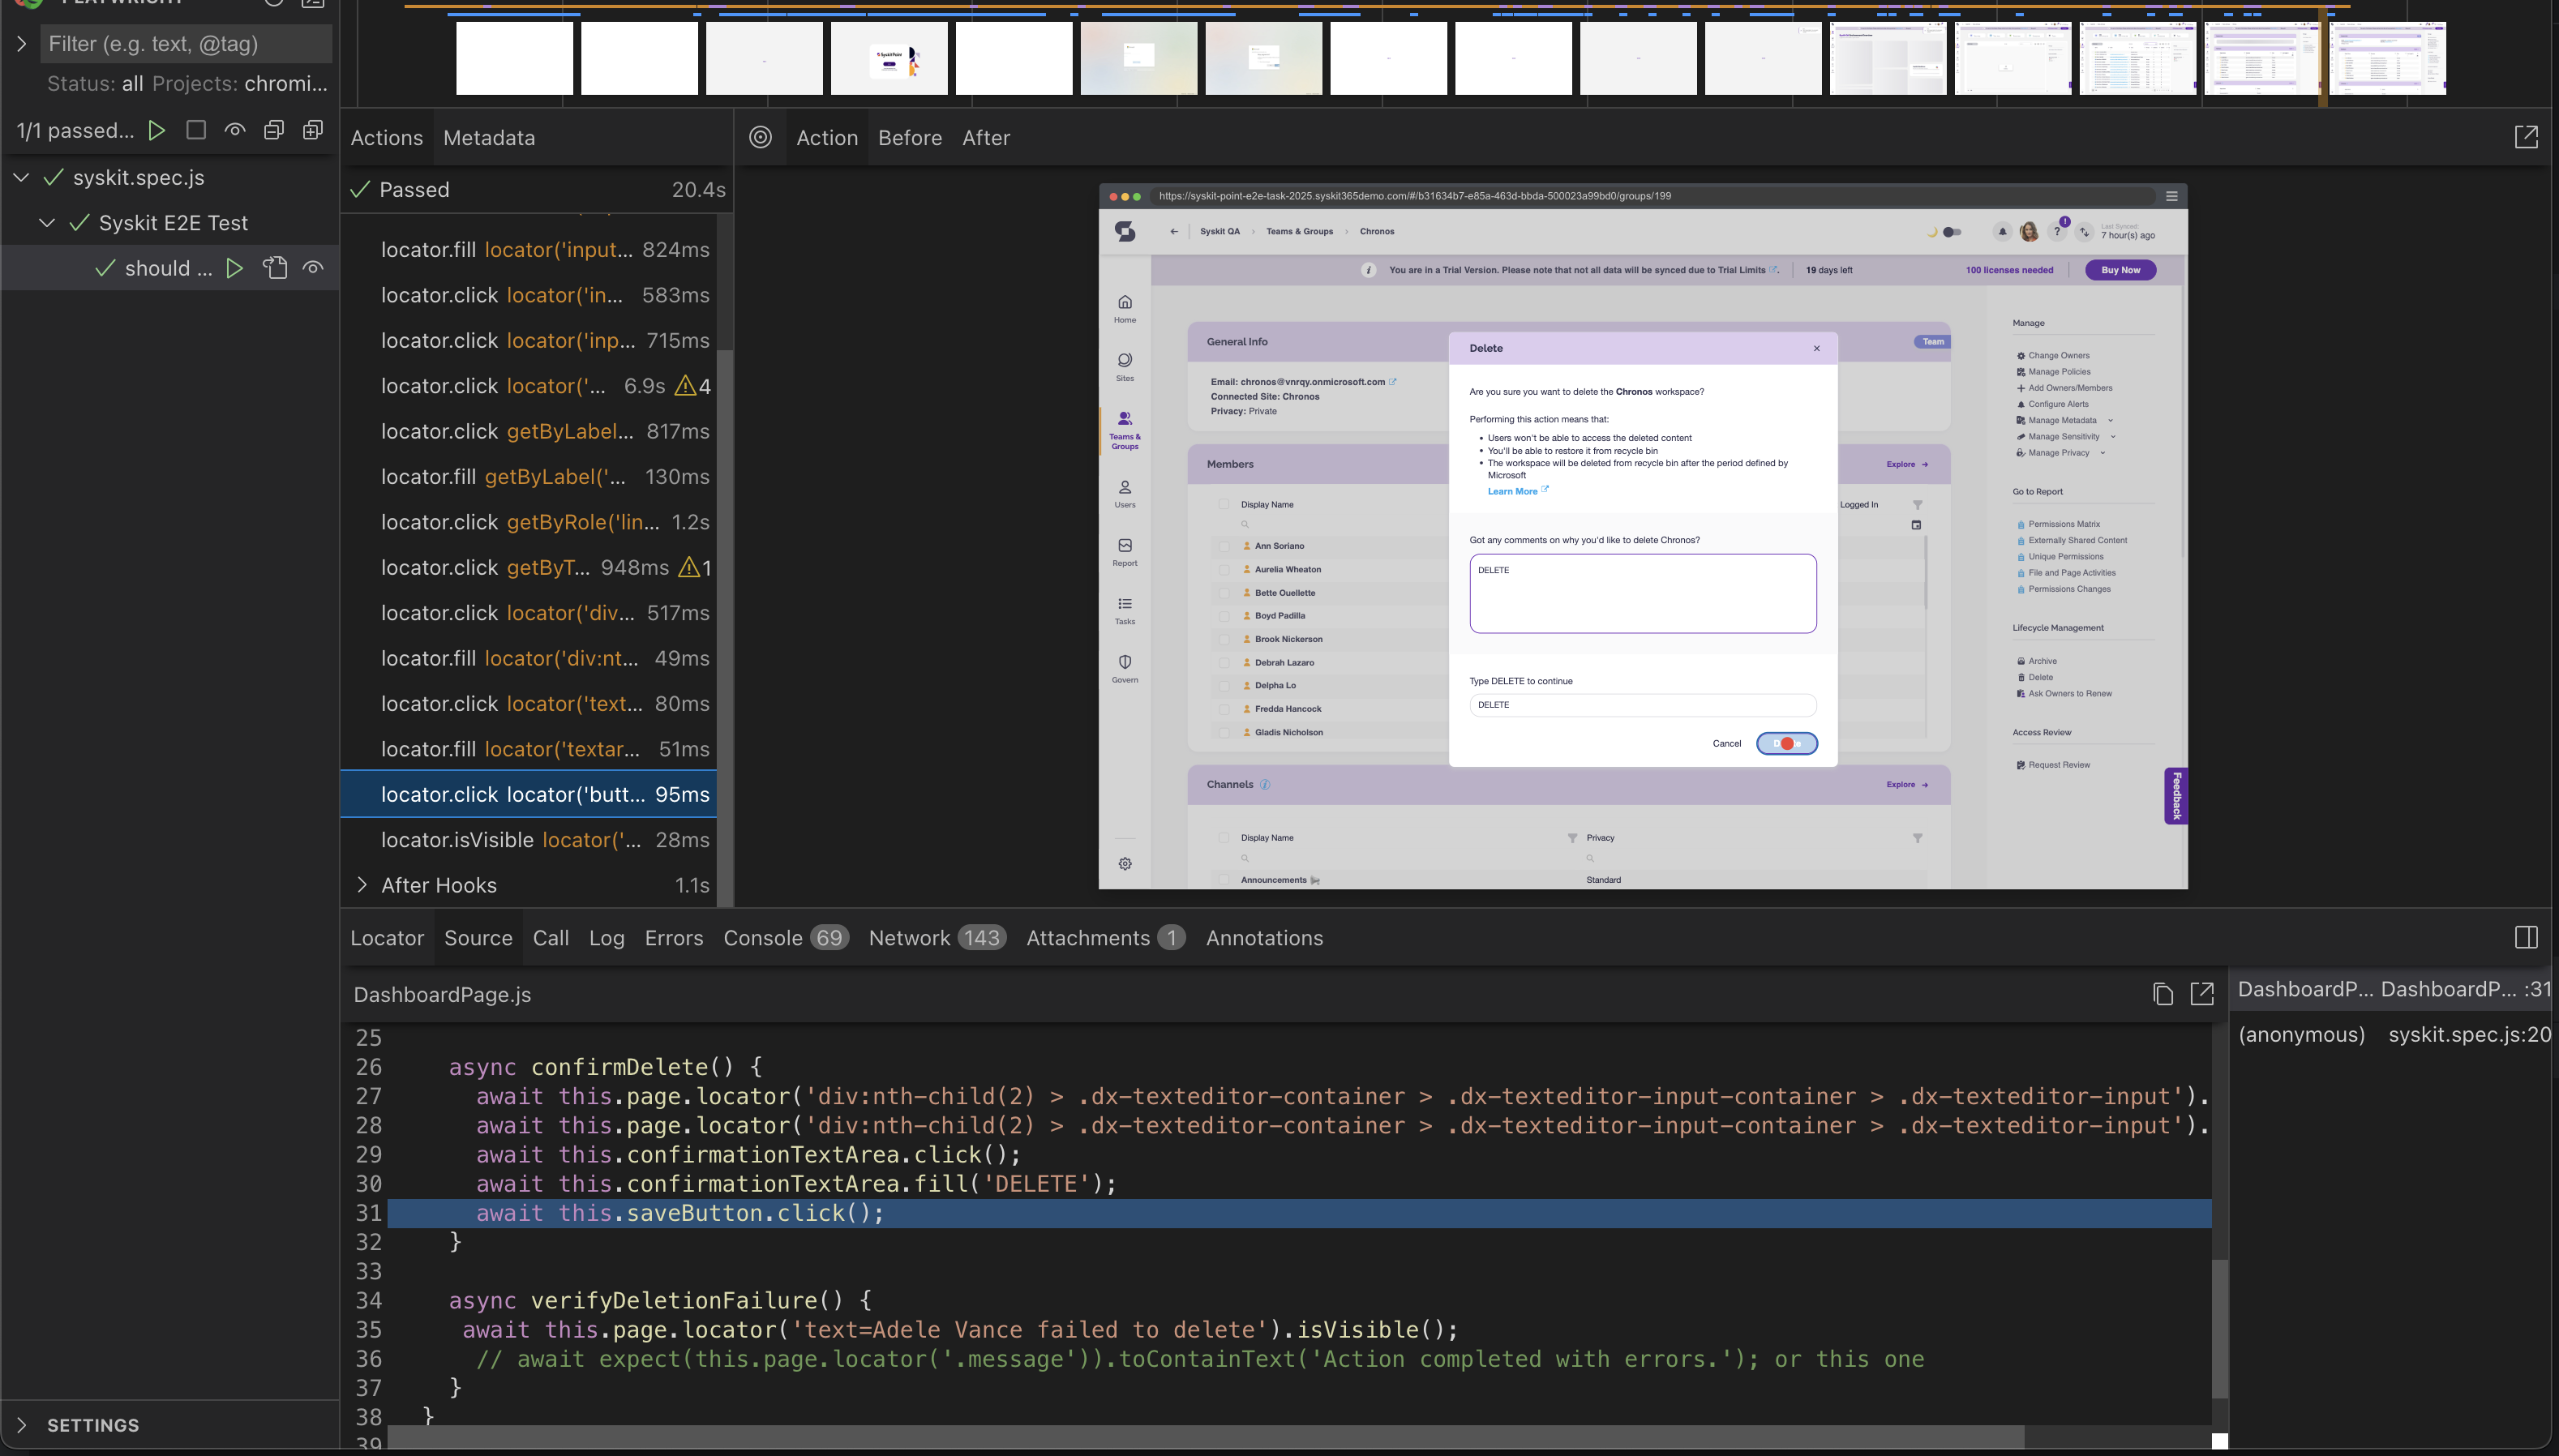 PLAYWRIGHT
Filter (e.g. text, @tag)
Status: all Projects: chromi...
1/1 passed...
syskit.spec.js
Syskit E2E Test
should ...
SETTINGS
Actions Metadata
Passed 20.4s
locator.fill locator('input... 824ms
locator.click locator('in... 583ms
locator.click locator('inp... 715ms
locator.click locator('... 6.9s 4
locator.click getByLabel... 817ms
locator.fill getByLabel('... 130ms
locator.click getByRole('lin... 1.2s
locator.click getByT... 948ms 1
locator.click locator('div... 517ms
locator.fill locator('div:nt... 49ms
locator.click locator('text... 80ms
locator.fill locator('textar... 51ms
locator.click locator('butt... 95ms
locator.isVisible locator('... 28ms
After Hooks 1.1s
Action Before After
https://syskit-point-e2e-task-2025.syskit365demo.com/#/b31634b7-e85a-463d-bbda-500023a99bd0/groups/199
Syskit QA > Teams & Groups > Chronos
Last Synced:
7 hour(s) ago
You are in a Trial Version. Please note that not all data will be synced due to Trial Limits . 19 days left 100 licenses needed Buy Now
Home
Sites
Teams &
Groups
Users
Report
Tasks
Govern
General Info Team
Email: chronos@vnrqy.onmicrosoft.com
Connected Site: Chronos
Privacy: Private
Members Explore →
Display Name Logged In
Ann Soriano
Aurelia Wheaton
Bette Ouellette
Boyd Padilla
Brook Nickerson
Debrah Lazaro
Delpha Lo
Fredda Hancock
Gladis Nicholson
Channels Explore →
Display Name Privacy
Announcements Standard
Delete
Are you sure you want to delete the Chronos workspace?
Performing this action means that:
• Users won't be able to access the deleted content
• You'll be able to restore it from recycle bin
• The workspace will be deleted from recycle bin after the period defined by
Microsoft
Learn More
Got any comments on why you'd like to delete Chronos?
DELETE
Type DELETE to continue
DELETE
Cancel
Manage
Change Owners
Manage Policies
Add Owners/Members
Configure Alerts
Manage Metadata
Manage Sensitivity
Manage Privacy
Go to Report
Permissions Matrix
Externally Shared Content
Unique Permissions
File and Page Activities
Permissions Changes
Lifecycle Management
Archive
Delete
Ask Owners to Renew
Access Review
Request Review
Feedback
Locator Source Call Log Errors Console 69 Network 143 Attachments 1 Annotations
DashboardPage.js
25
26 async confirmDelete() {
27 await this.page.locator('div:nth-child(2) > .dx-texteditor-container > .dx-texteditor-input-container > .dx-texteditor-input').
28 await this.page.locator('div:nth-child(2) > .dx-texteditor-container > .dx-texteditor-input-container > .dx-texteditor-input').
29 await this.confirmationTextArea.click();
30 await this.confirmationTextArea.fill('DELETE');
31 await this.saveButton.click();
32 }
33
34 async verifyDeletionFailure() {
35 await this.page.locator('text=Adele Vance failed to delete').isVisible();
36 // await expect(this.page.locator('.message')).toContainText('Action completed with errors.'); or this one
37 }
38 }
39
DashboardP... DashboardP... :31
(anonymous) syskit.spec.js:20